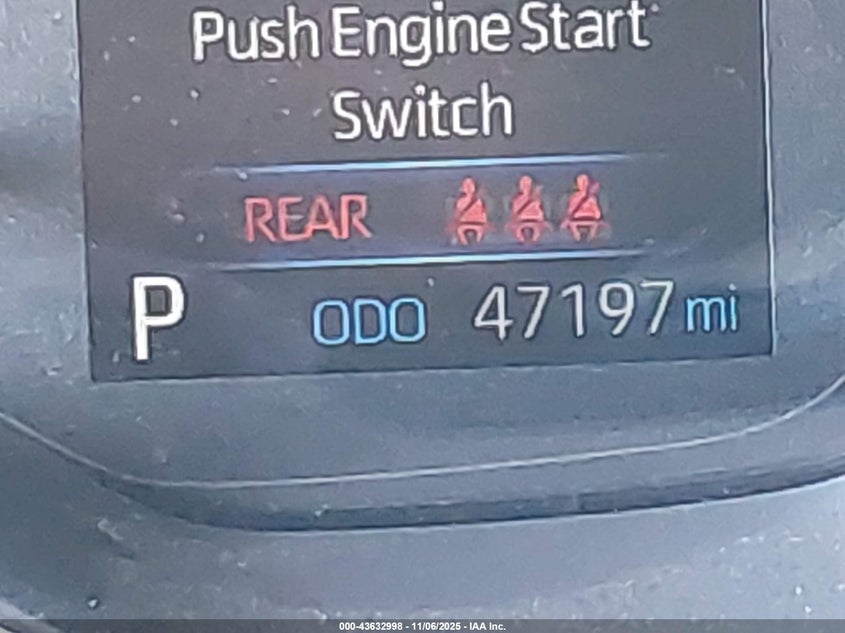 Push Engine Start
Switch
REAR
P ODO 47197 mi
000-43632998 - 11/06/2025 - IAA Inc.